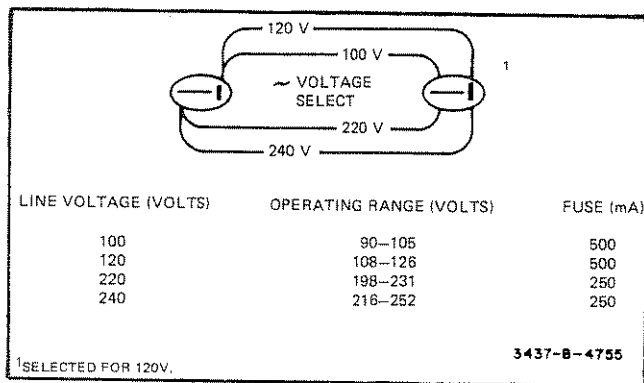 120 V
100 V
1
~ VOLTAGE
SELECT
220 V
240 V
LINE VOLTAGE (VOLTS) OPERATING RANGE (VOLTS) FUSE (mA)
100 90–105 500
120 108–126 500
220 198–231 250
240 216–252 250
3437-B-4755
1SELECTED FOR 120V.